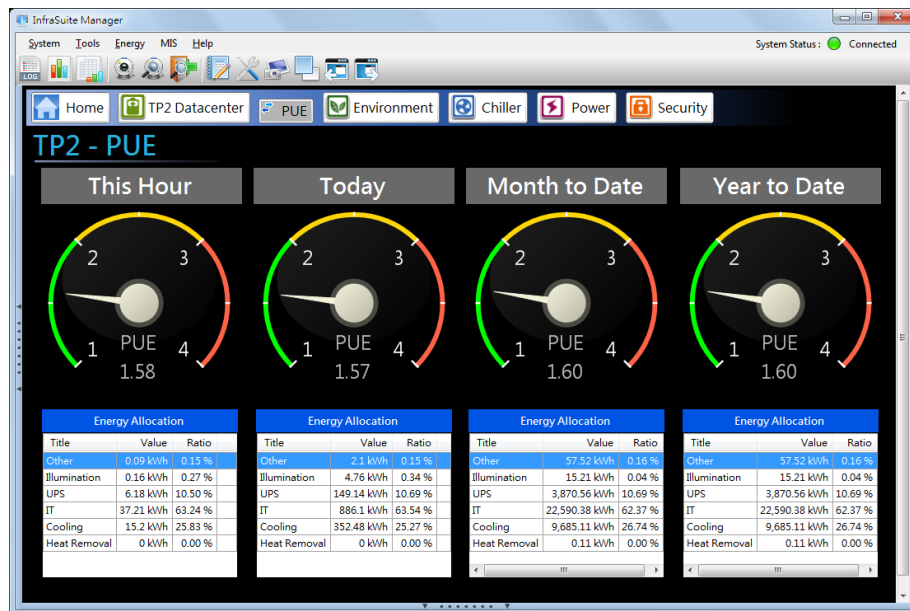 InfraSuite Manager
System Tools Energy MIS Help
System Status : Connected
LOG
Home TP2 Datacenter PUE Environment Chiller Power Security
TP2 - PUE
This Hour Today Month to Date Year to Date
2 3 2 3 2 3 2 3
1 PUE 4 1 PUE 4 1 PUE 4 1 PUE 4
1.58 1.57 1.60 1.60
Energy Allocation Energy Allocation Energy Allocation Energy Allocation
Title Value Ratio Title Value Ratio Title Value Ratio Title Value Ratio
Other 0.09 kWh 0.15 % Other 2.1 kWh 0.15 % Other 57.52 kWh 0.16 % Other 57.52 kWh 0.16 %
Illumination 0.16 kWh 0.27 % Illumination 4.76 kWh 0.34 % Illumination 15.21 kWh 0.04 % Illumination 15.21 kWh 0.04 %
UPS 6.18 kWh 10.50 % UPS 149.14 kWh 10.69 % UPS 3,870.56 kWh 10.69 % UPS 3,870.56 kWh 10.69 %
IT 37.21 kWh 63.24 % IT 886.1 kWh 63.54 % IT 22,590.38 kWh 62.37 % IT 22,590.38 kWh 62.37 %
Cooling 15.2 kWh 25.83 % Cooling 352.48 kWh 25.27 % Cooling 9,685.11 kWh 26.74 % Cooling 9,685.11 kWh 26.74 %
Heat Removal 0 kWh 0.00 % Heat Removal 0 kWh 0.00 % Heat Removal 0.11 kWh 0.00 % Heat Removal 0.11 kWh 0.00 %